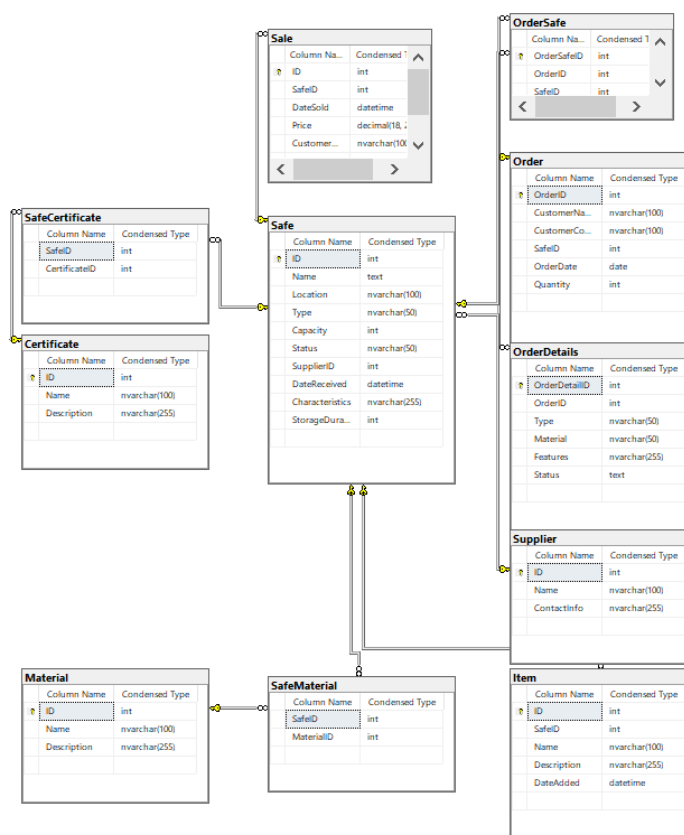 Sale
Column Na... Condensed T
ID int
SafeID int
DateSold datetime
Price decimal(18, 2
Customer... nvarchar(100
OrderSafe
Column Na... Condensed T
OrderSafeID int
OrderID int
SafeID int
Order
Column Name Condensed Type
OrderID int
CustomerNa... nvarchar(100)
CustomerCo... nvarchar(100)
SafeID int
OrderDate date
Quantity int
SafeCertificate
Column Name Condensed Type
SafeID int
CertificateID int
Safe
Column Name Condensed Type
ID int
Name text
Location nvarchar(100)
Type nvarchar(50)
Capacity int
Status nvarchar(50)
SupplierID int
DateReceived datetime
Characteristics nvarchar(255)
StorageDura... int
Certificate
Column Name Condensed Type
ID int
Name nvarchar(100)
Description nvarchar(255)
OrderDetails
Column Name Condensed Type
OrderDetailID int
OrderID int
Type nvarchar(50)
Material nvarchar(50)
Features nvarchar(255)
Status text
Supplier
Column Name Condensed Type
ID int
Name nvarchar(100)
ContactInfo nvarchar(255)
Material
Column Name Condensed Type
ID int
Name nvarchar(100)
Description nvarchar(255)
SafeMaterial
Column Name Condensed Type
SafeID int
MaterialID int
Item
Column Name Condensed Type
ID int
SafeID int
Name nvarchar(100)
Description nvarchar(255)
DateAdded datetime